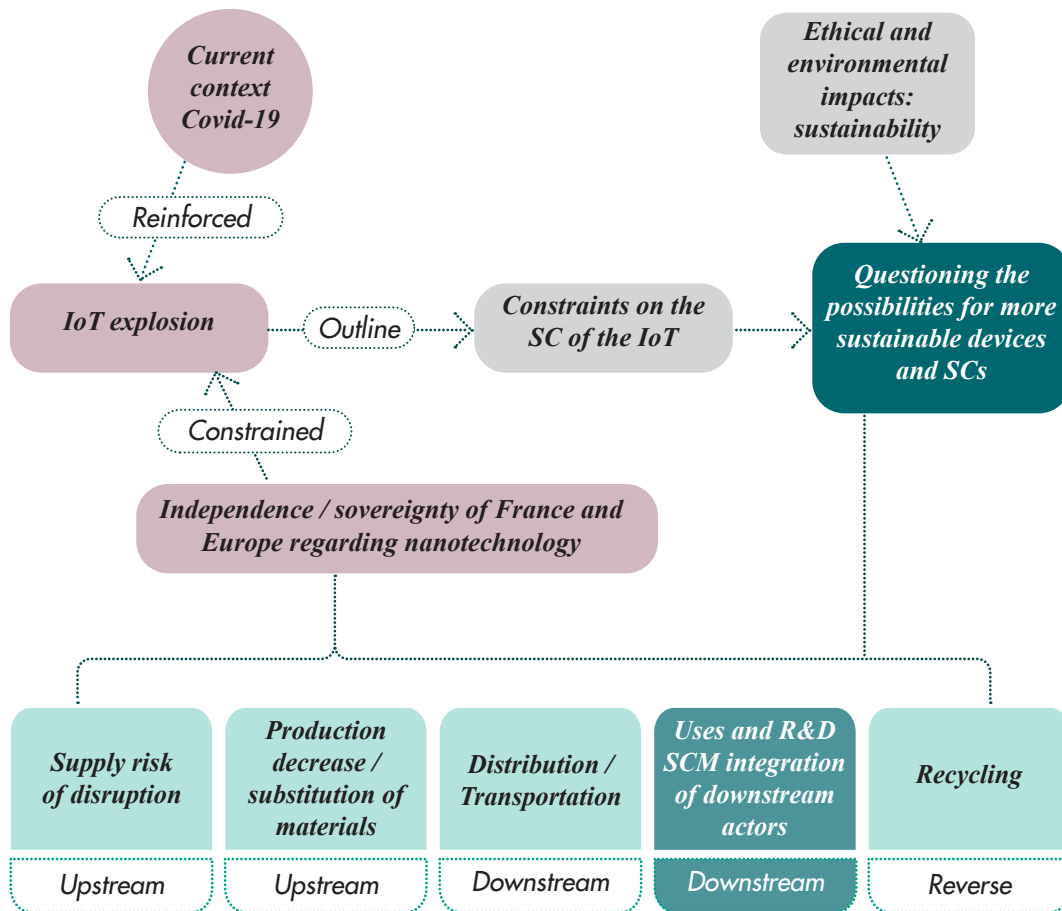 Current
context
Covid-19
Ethical and
environmental
impacts:
sustainability
Reinforced
IoT explosion
Outline
Constraints on the
SC of the IoT
Questioning the
possibilities for more
sustainable devices
and SCs
Constrained
Independence / sovereignty of France and
Europe regarding nanotechnology
Supply risk
of disruption
Upstream
Production
decrease /
substitution of
materials
Upstream
Distribution /
Transportation
Downstream
Uses and R&D
SCM integration
of downstream
actors
Downstream
Recycling
Reverse